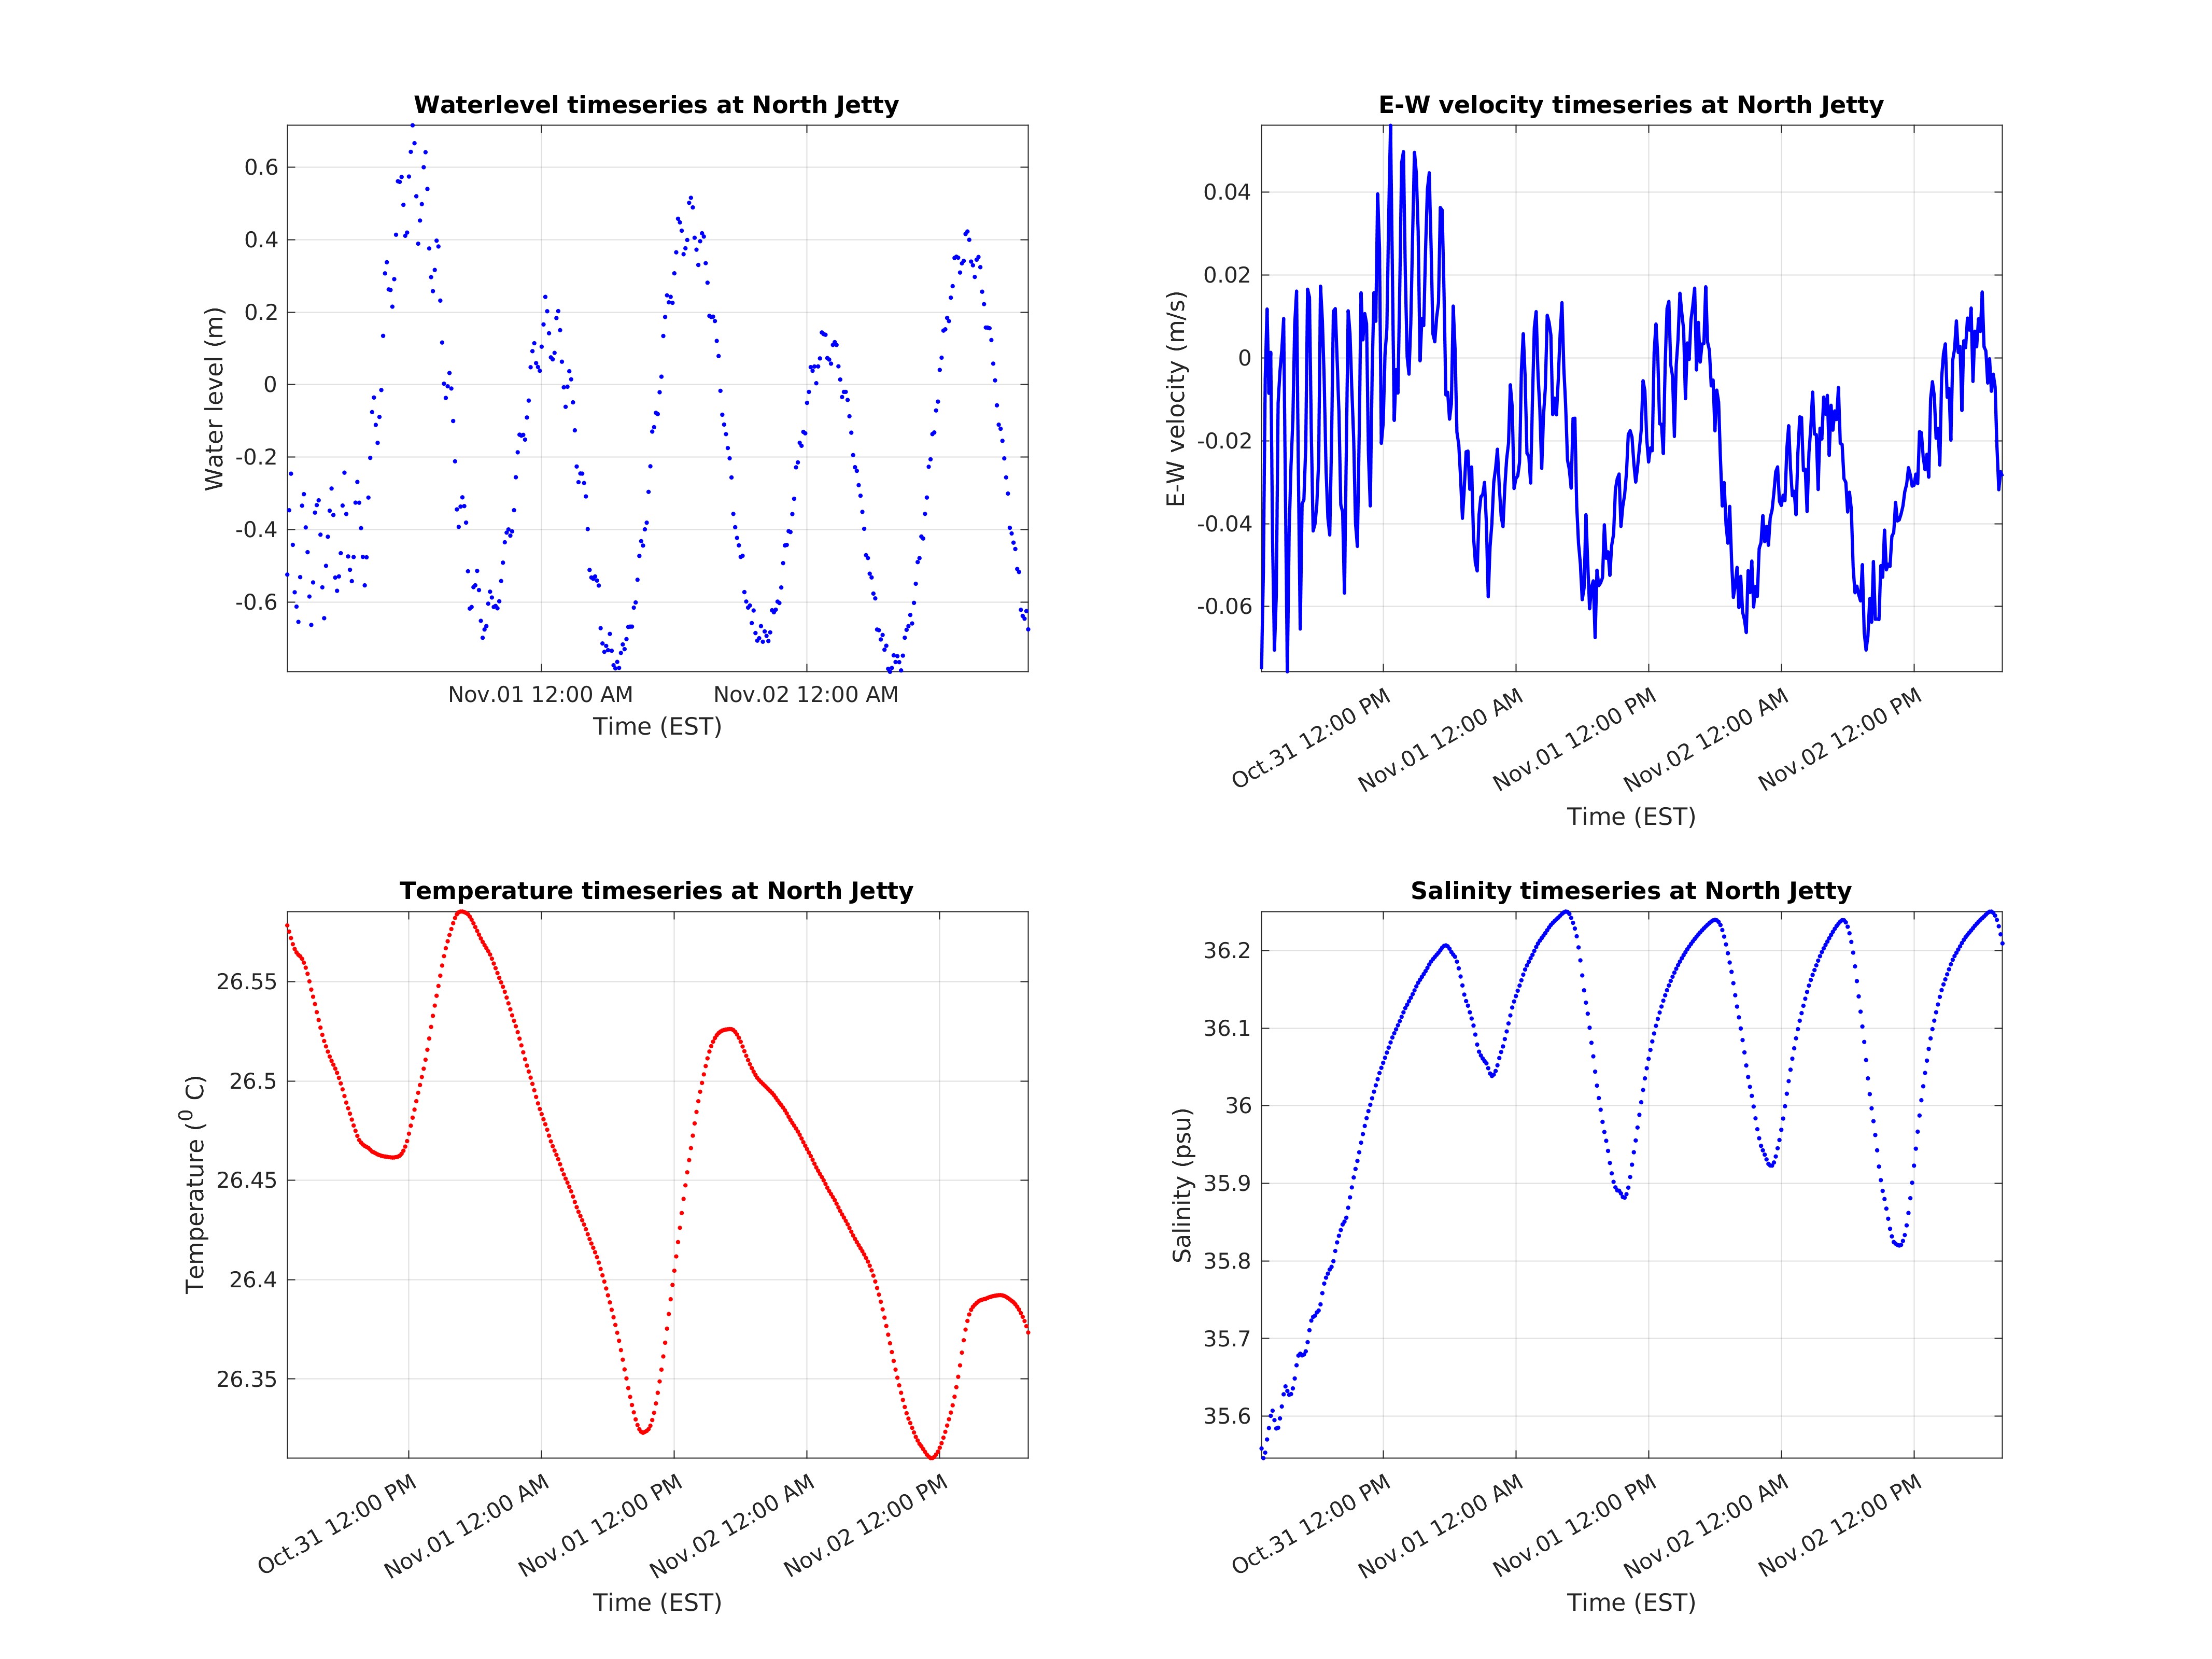 Waterlevel timeseries at North Jetty
0.6
0.4
0.2
0
-0.2
-0.4
-0.6
Water level (m)
Nov.01 12:00 AM
Nov.02 12:00 AM
Time (EST)
E-W velocity timeseries at North Jetty
0.04
0.02
0
-0.02
-0.04
-0.06
E-W velocity (m/s)
Oct.31 12:00 PM
Nov.01 12:00 AM
Nov.01 12:00 PM
Nov.02 12:00 AM
Nov.02 12:00 PM
Time (EST)
Temperature timeseries at North Jetty
26.55
26.5
26.45
26.4
26.35
Temperature (⁰ C)
Oct.31 12:00 PM
Nov.01 12:00 AM
Nov.01 12:00 PM
Nov.02 12:00 AM
Nov.02 12:00 PM
Time (EST)
Salinity timeseries at North Jetty
36.2
36.1
36
35.9
35.8
35.7
35.6
Salinity (psu)
Oct.31 12:00 PM
Nov.01 12:00 AM
Nov.01 12:00 PM
Nov.02 12:00 AM
Nov.02 12:00 PM
Time (EST)